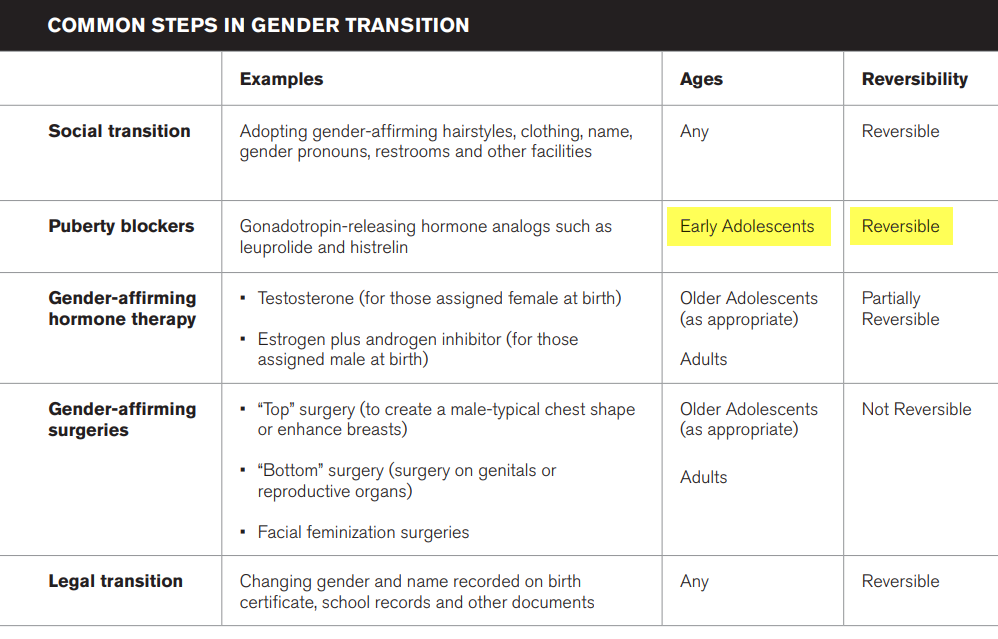 COMMON STEPS IN GENDER TRANSITION
Examples Ages Reversibility
Social transition Adopting gender-affirming hairstyles, clothing, name, Any Reversible
gender pronouns, restrooms and other facilities
Puberty blockers Gonadotropin-releasing hormone analogs such as Early Adolescents Reversible
leuprolide and histrelin
Gender-affirming ▪ Testosterone (for those assigned female at birth) Older Adolescents Partially
hormone therapy (as appropriate) Reversible
▪ Estrogen plus androgen inhibitor (for those
assigned male at birth) Adults
Gender-affirming ▪ “Top” surgery (to create a male-typical chest shape Older Adolescents Not Reversible
surgeries or enhance breasts) (as appropriate)
▪ “Bottom” surgery (surgery on genitals or Adults
reproductive organs)
▪ Facial feminization surgeries
Legal transition Changing gender and name recorded on birth Any Reversible
certificate, school records and other documents